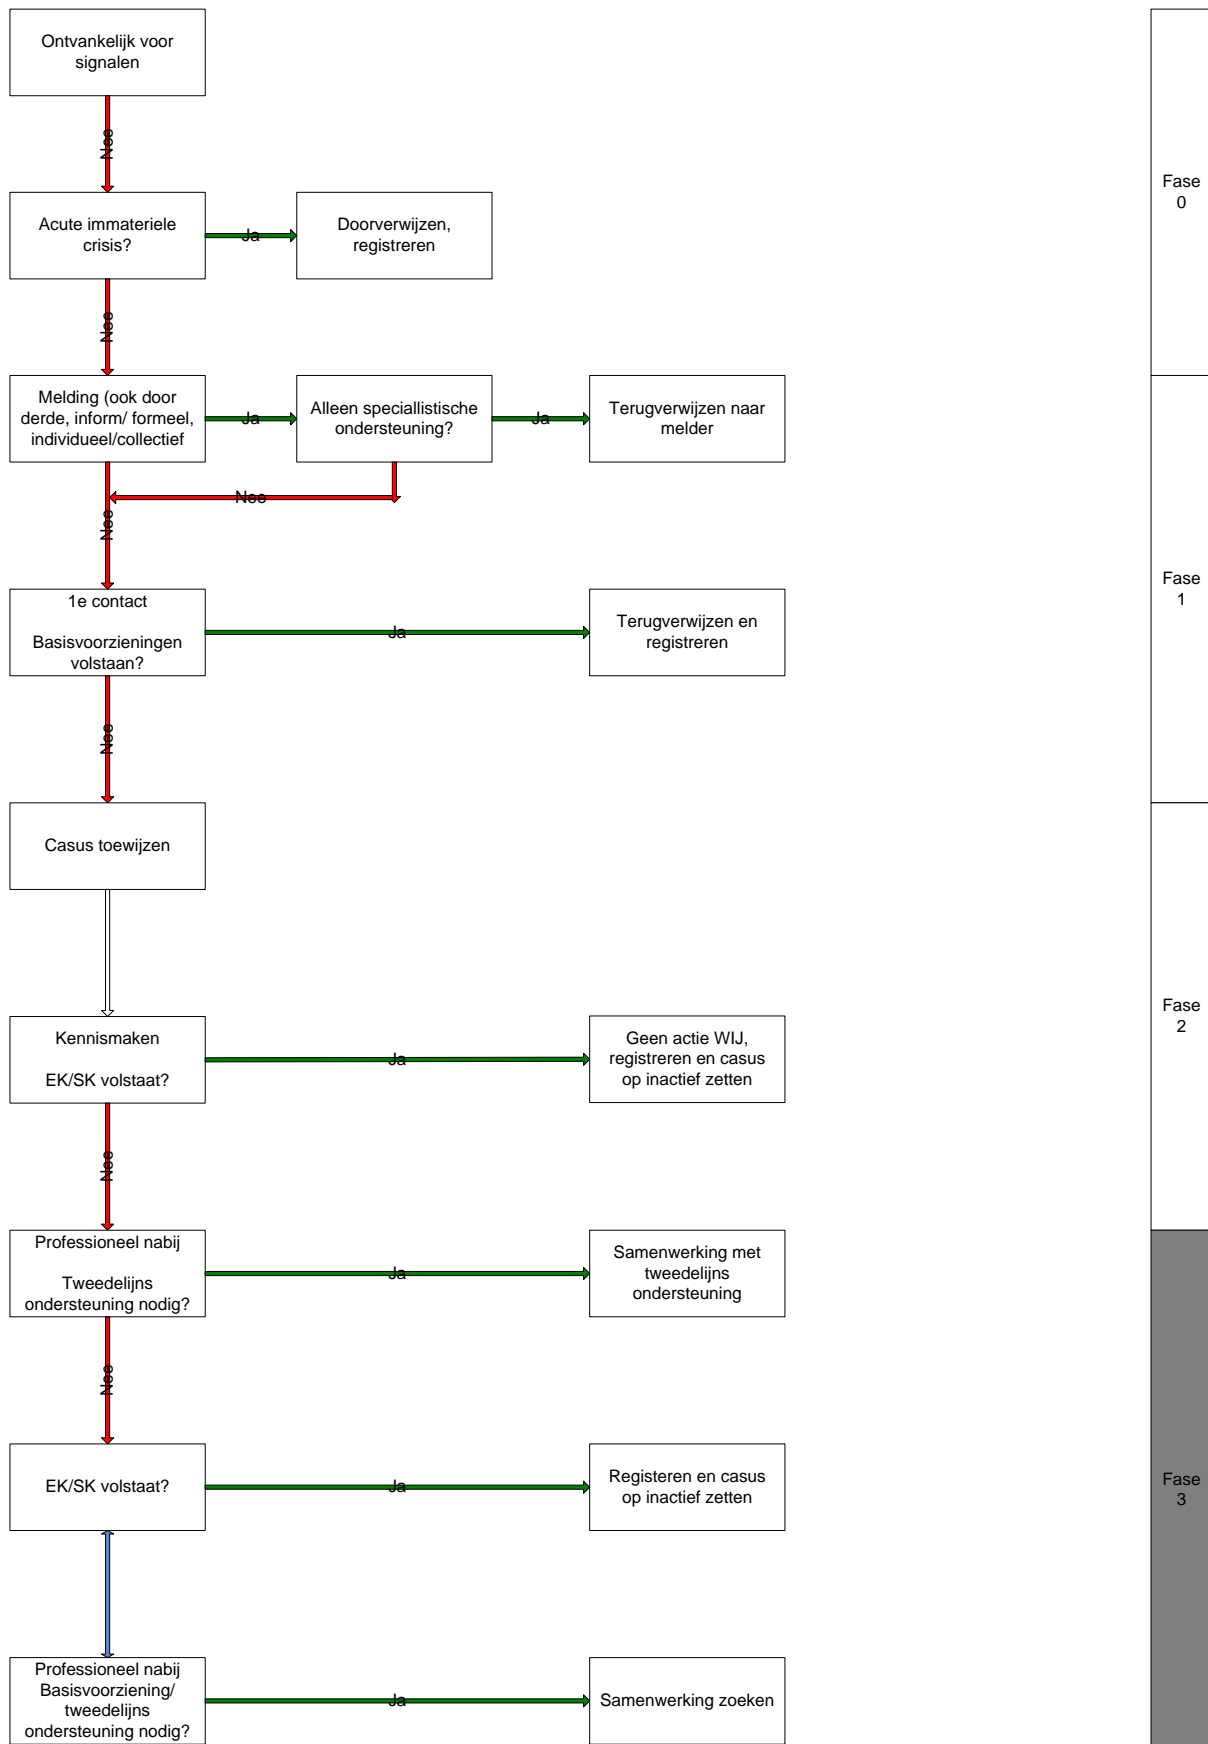 Ontvankelijk voor
signalen
Nee
Fase
0
Acute immateriele
crisis?
Ja
Doorverwijzen,
registreren
Nee
Melding (ook door
derde, inform/ formeel,
individueel/collectief
Ja
Alleen speciallistische
ondersteuning?
Ja
Terugverwijzen naar
melder
Nee
Nee
Fase
1
1e contact
Basisvoorzieningen
volstaan?
Ja
Terugverwijzen en
registreren
Nee
Casus toewijzen
Fase
2
Kennismaken
EK/SK volstaat?
Ja
Geen actie WIJ,
registreren en casus
op inactief zetten
Nee
Professioneel nabij
Tweedelijns
ondersteuning nodig?
Ja
Samenwerking met
tweedelijns
ondersteuning
Nee
EK/SK volstaat?
Ja
Registeren en casus
op inactief zetten
Fase
3
Professioneel nabij
Basisvoorziening/
tweedelijns
ondersteuning nodig?
Ja
Samenwerking zoeken